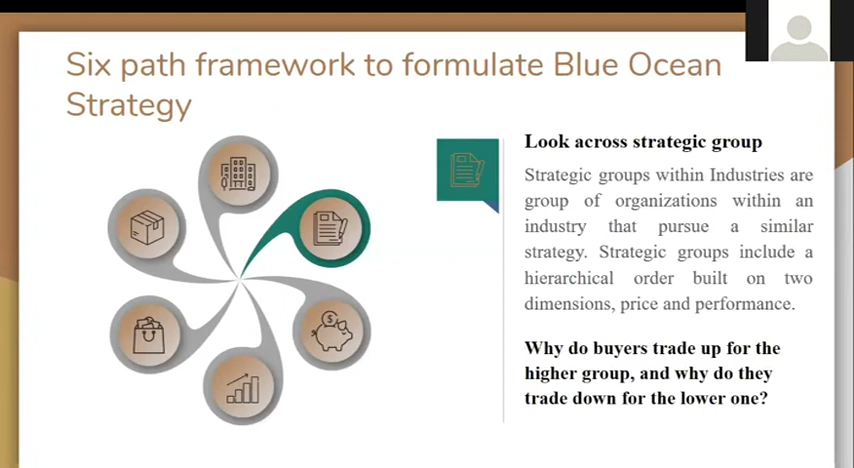 Six path framework to formulate Blue Ocean
Strategy
Look across strategic group
Strategic groups within Industries are
group of organizations within an
industry that pursue a similar
strategy. Strategic groups include a
hierarchical order built on two
dimensions, price and performance.
Why do buyers trade up for the
higher group, and why do they
trade down for the lower one?